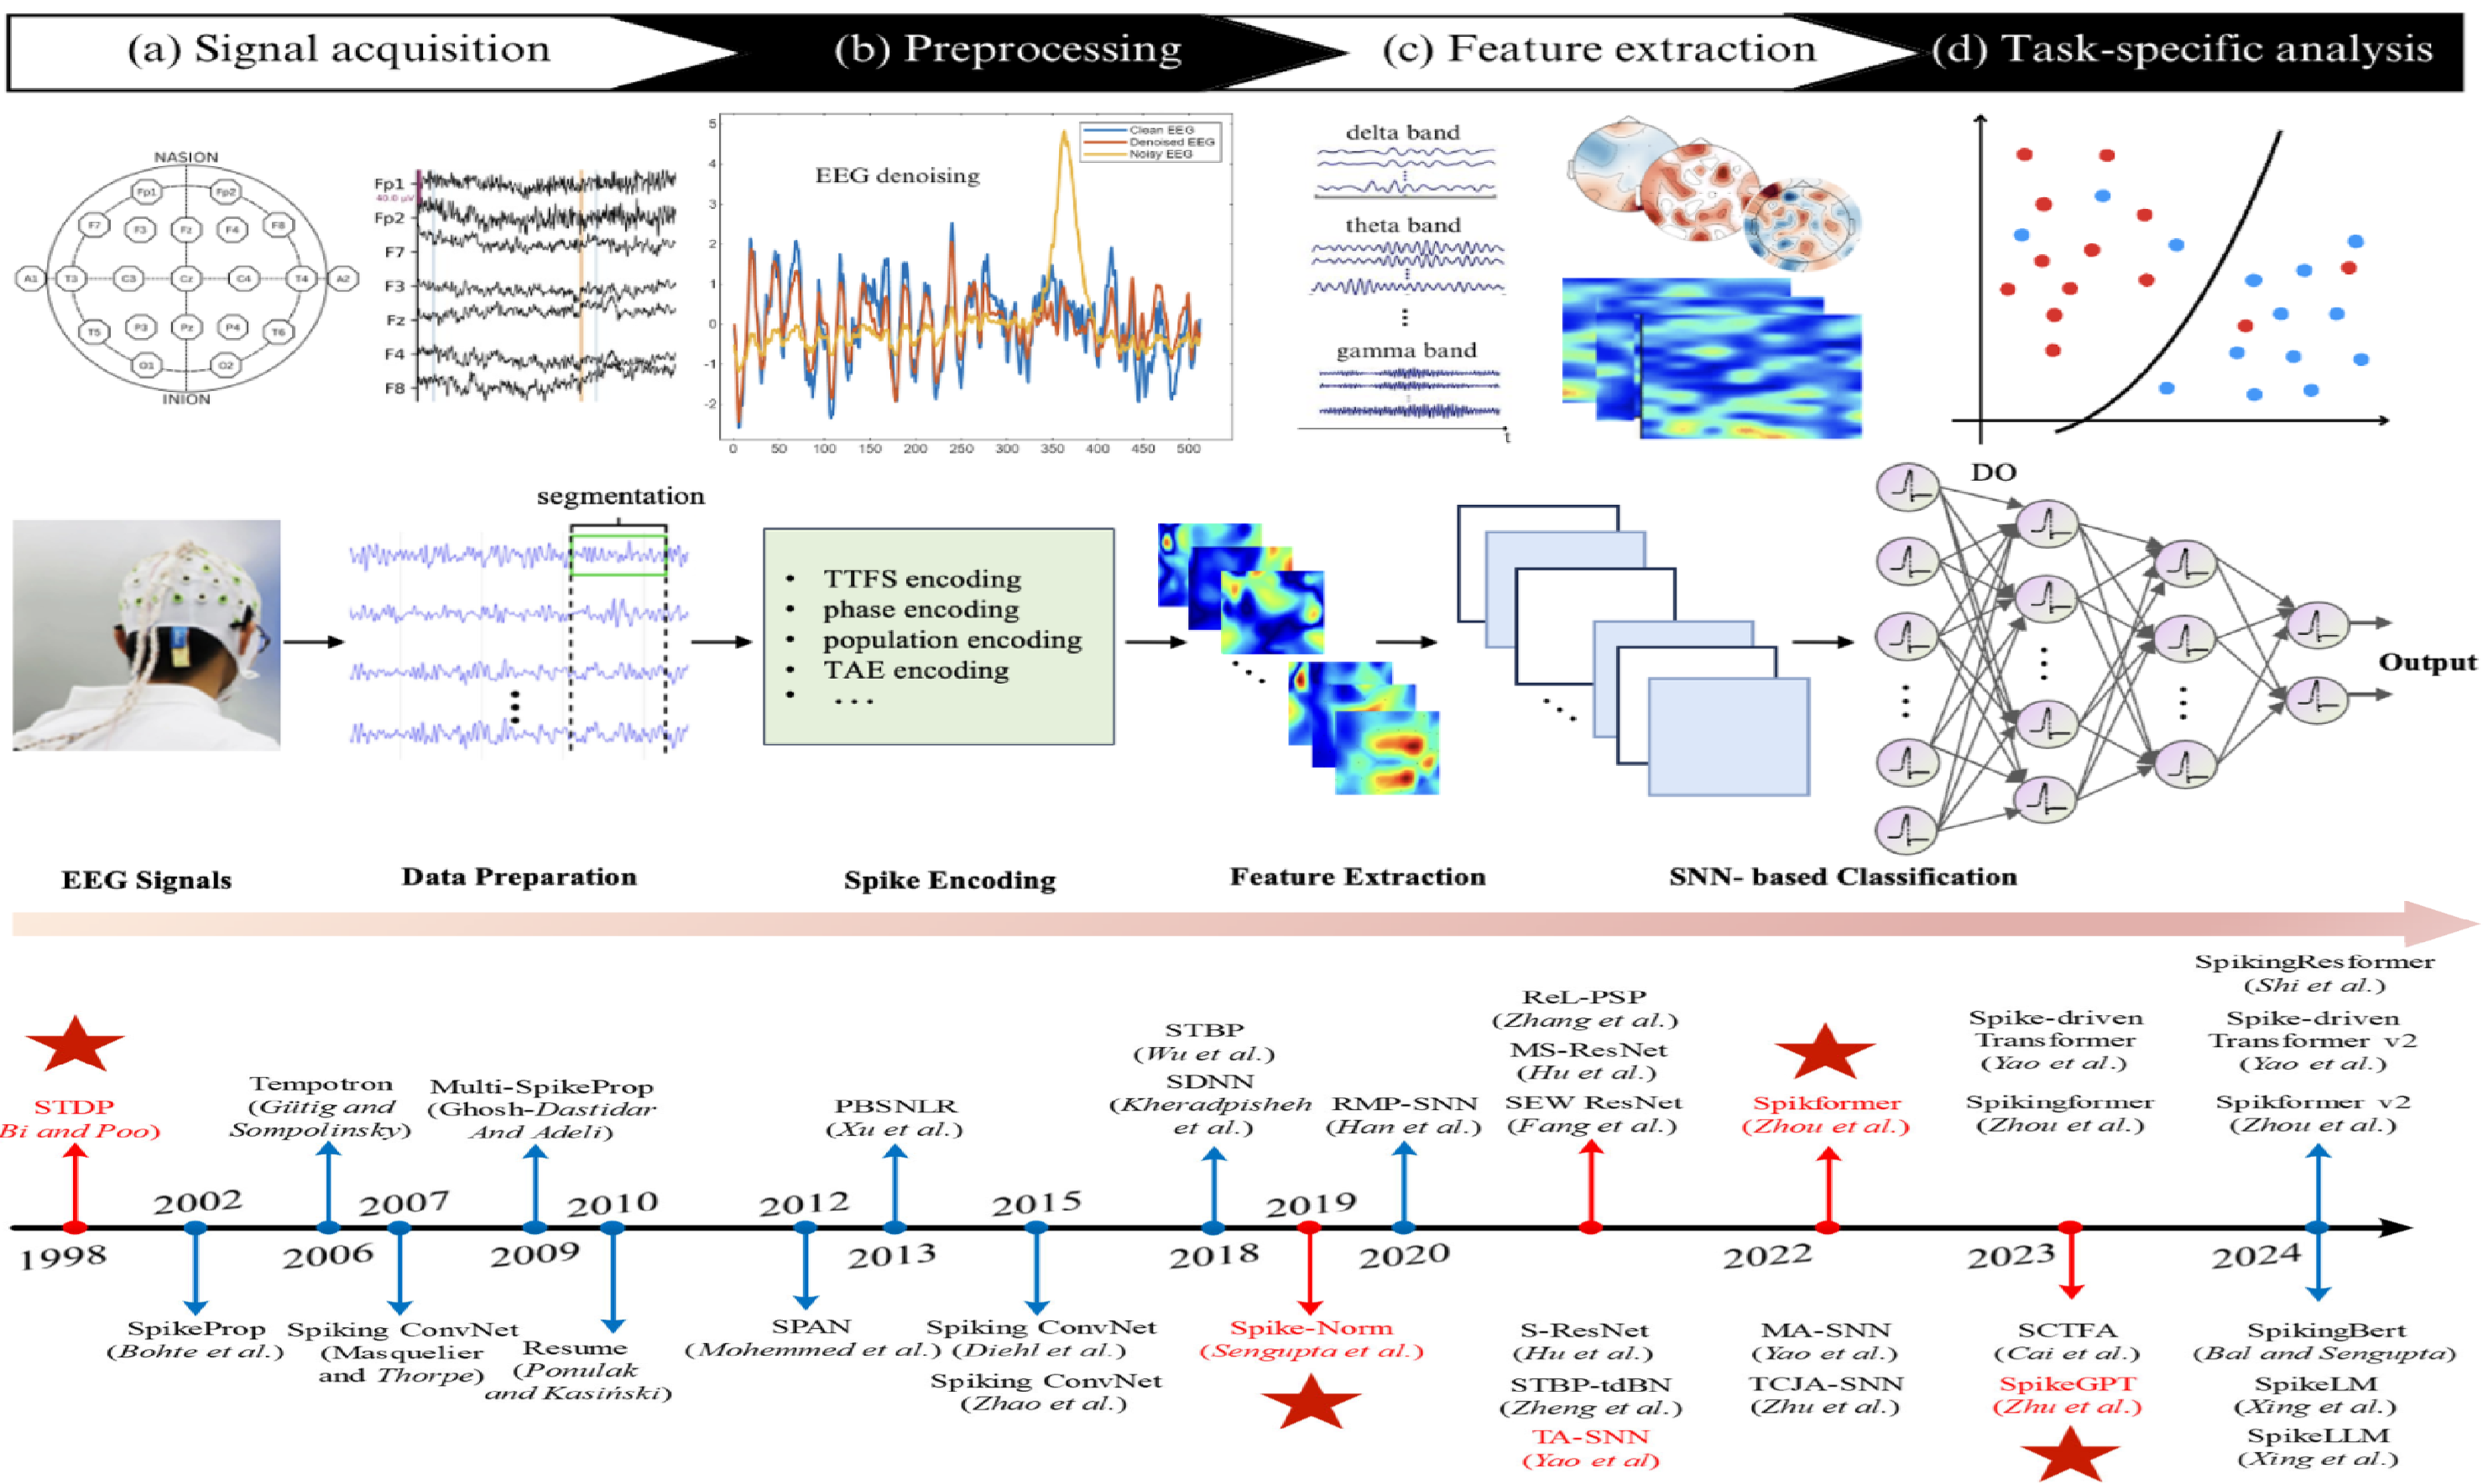 (a) Signal acquisition
(b) Preprocessing
(c) Feature extraction
(d) Task-specific analysis
NASION
Fp1
Fp2
F7
F3
Fz
F4
F8
A1
T3
C3
Cz
C4
T4
A2
T5
P3
Pz
P4
T6
O1
O2
INION
Fp1
40.0 µV
Fp2
F7
F3
Fz
F4
F8
5
4
3
2
1
0
-1
-2
0 50 100 150 200 250 300 350 400 450 500
EEG denoising
Clean EEG
Denoised EEG
Noisy EEG
delta band
theta band
gamma band
t
segmentation
• TTFS encoding
• phase encoding
• population encoding
• TAE encoding
• ...
DO
Output
EEG Signals
Data Preparation
Spike Encoding
Feature Extraction
SNN- based Classification
STDP
Bi and Poo)
Tempotron
(Gütig and
Sompolinsky)
Multi-SpikeProp
(Ghosh-Dastidar
And Adeli)
PBSNLR
(Xu et al.)
STBP
(Wu et al.)
SDNN
(Kheradpisheh
et al.)
RMP-SNN
(Han et al.)
ReL-PSP
(Zhang et al.)
MS-ResNet
(Hu et al.)
SEW ResNet
(Fang et al.)
Spikformer
(Zhou et al.)
Spike-driven
Transformer
(Yao et al.)
Spikingformer
(Zhou et al.)
SpikingResformer
(Shi et al.)
Spike-driven
Transformer v2
(Yao et al.)
Spikformer v2
(Zhou et al.)
1998
2002
2006
2007
2009
2010
2012
2013
2015
2018
2019
2020
2022
2023
2024
SpikeProp
(Bohte et al.)
Spiking ConvNet
(Masquelier
and Thorpe)
Resume
(Ponulak
and Kasiński)
SPAN
(Mohemmed et al.)
Spiking ConvNet
(Diehl et al.)
Spiking ConvNet
(Zhao et al.)
Spike-Norm
(Sengupta et al.)
S-ResNet
(Hu et al.)
STBP-tdBN
(Zheng et al.)
TA-SNN
(Yao et al)
MA-SNN
(Yao et al.)
TCJA-SNN
(Zhu et al.)
SCTFA
(Cai et al.)
SpikeGPT
(Zhu et al.)
SpikingBert
(Bal and Sengupta)
SpikeLM
(Xing et al.)
SpikeLLM
(Xing et al.)